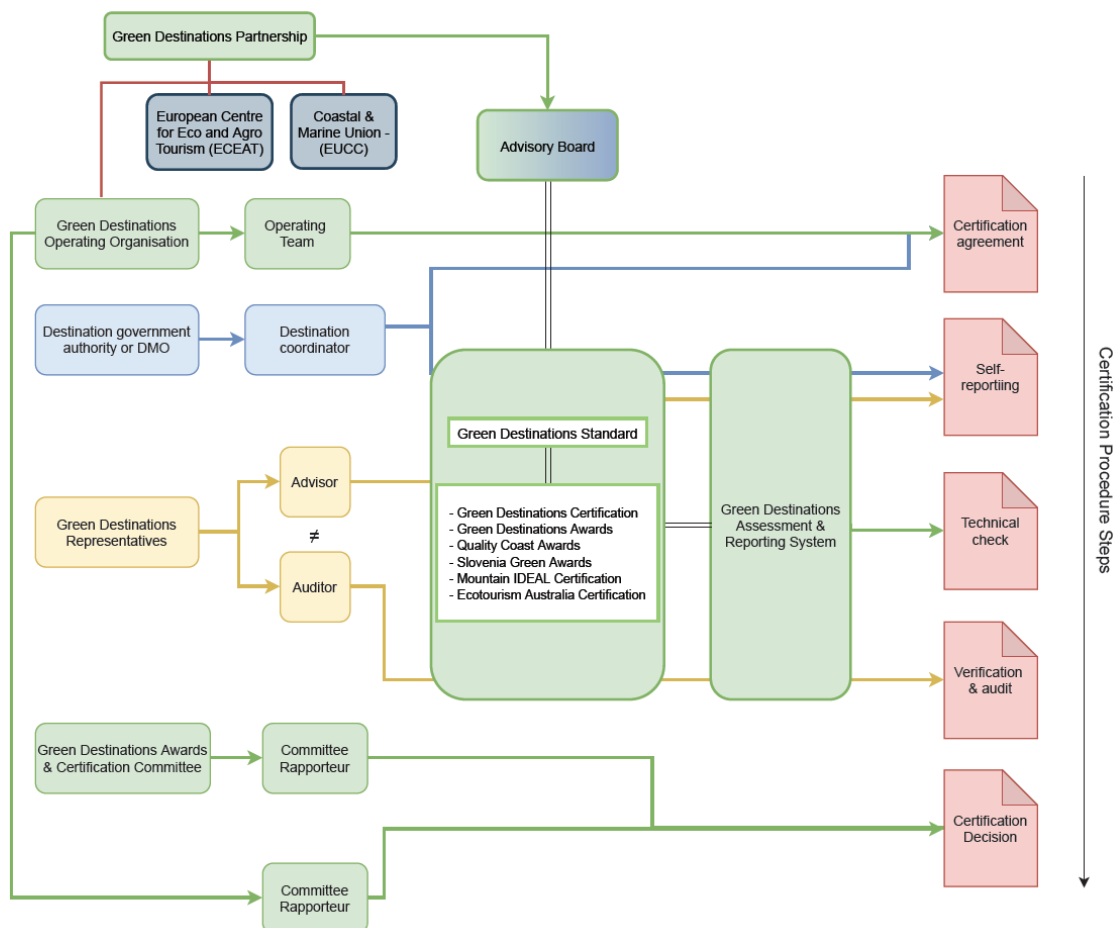 Green Destinations Partnership
European Centre
for Eco and Agro
Tourism (ECEAT)
Coastal &
Marine Union -
(EUCC)
Advisory Board
Green Destinations
Operating Organisation
Operating
Team
Certification
agreement
Destination government
authority or DMO
Destination
coordinator
Self-
reportiing
Green Destinations Standard
Advisor
Green Destinations
Representatives
≠
Auditor
- Green Destinations Certification
- Green Destinations Awards
- Quality Coast Awards
- Slovenia Green Awards
- Mountain IDEAL Certification
- Ecotourism Australia Certification
Green Destinations
Assessment &
Reporting System
Technical
check
Verification
& audit
Green Destinations Awards
& Certification Committee
Committee
Rapporteur
Certification
Decision
Committee
Rapporteur
Certification Procedure Steps